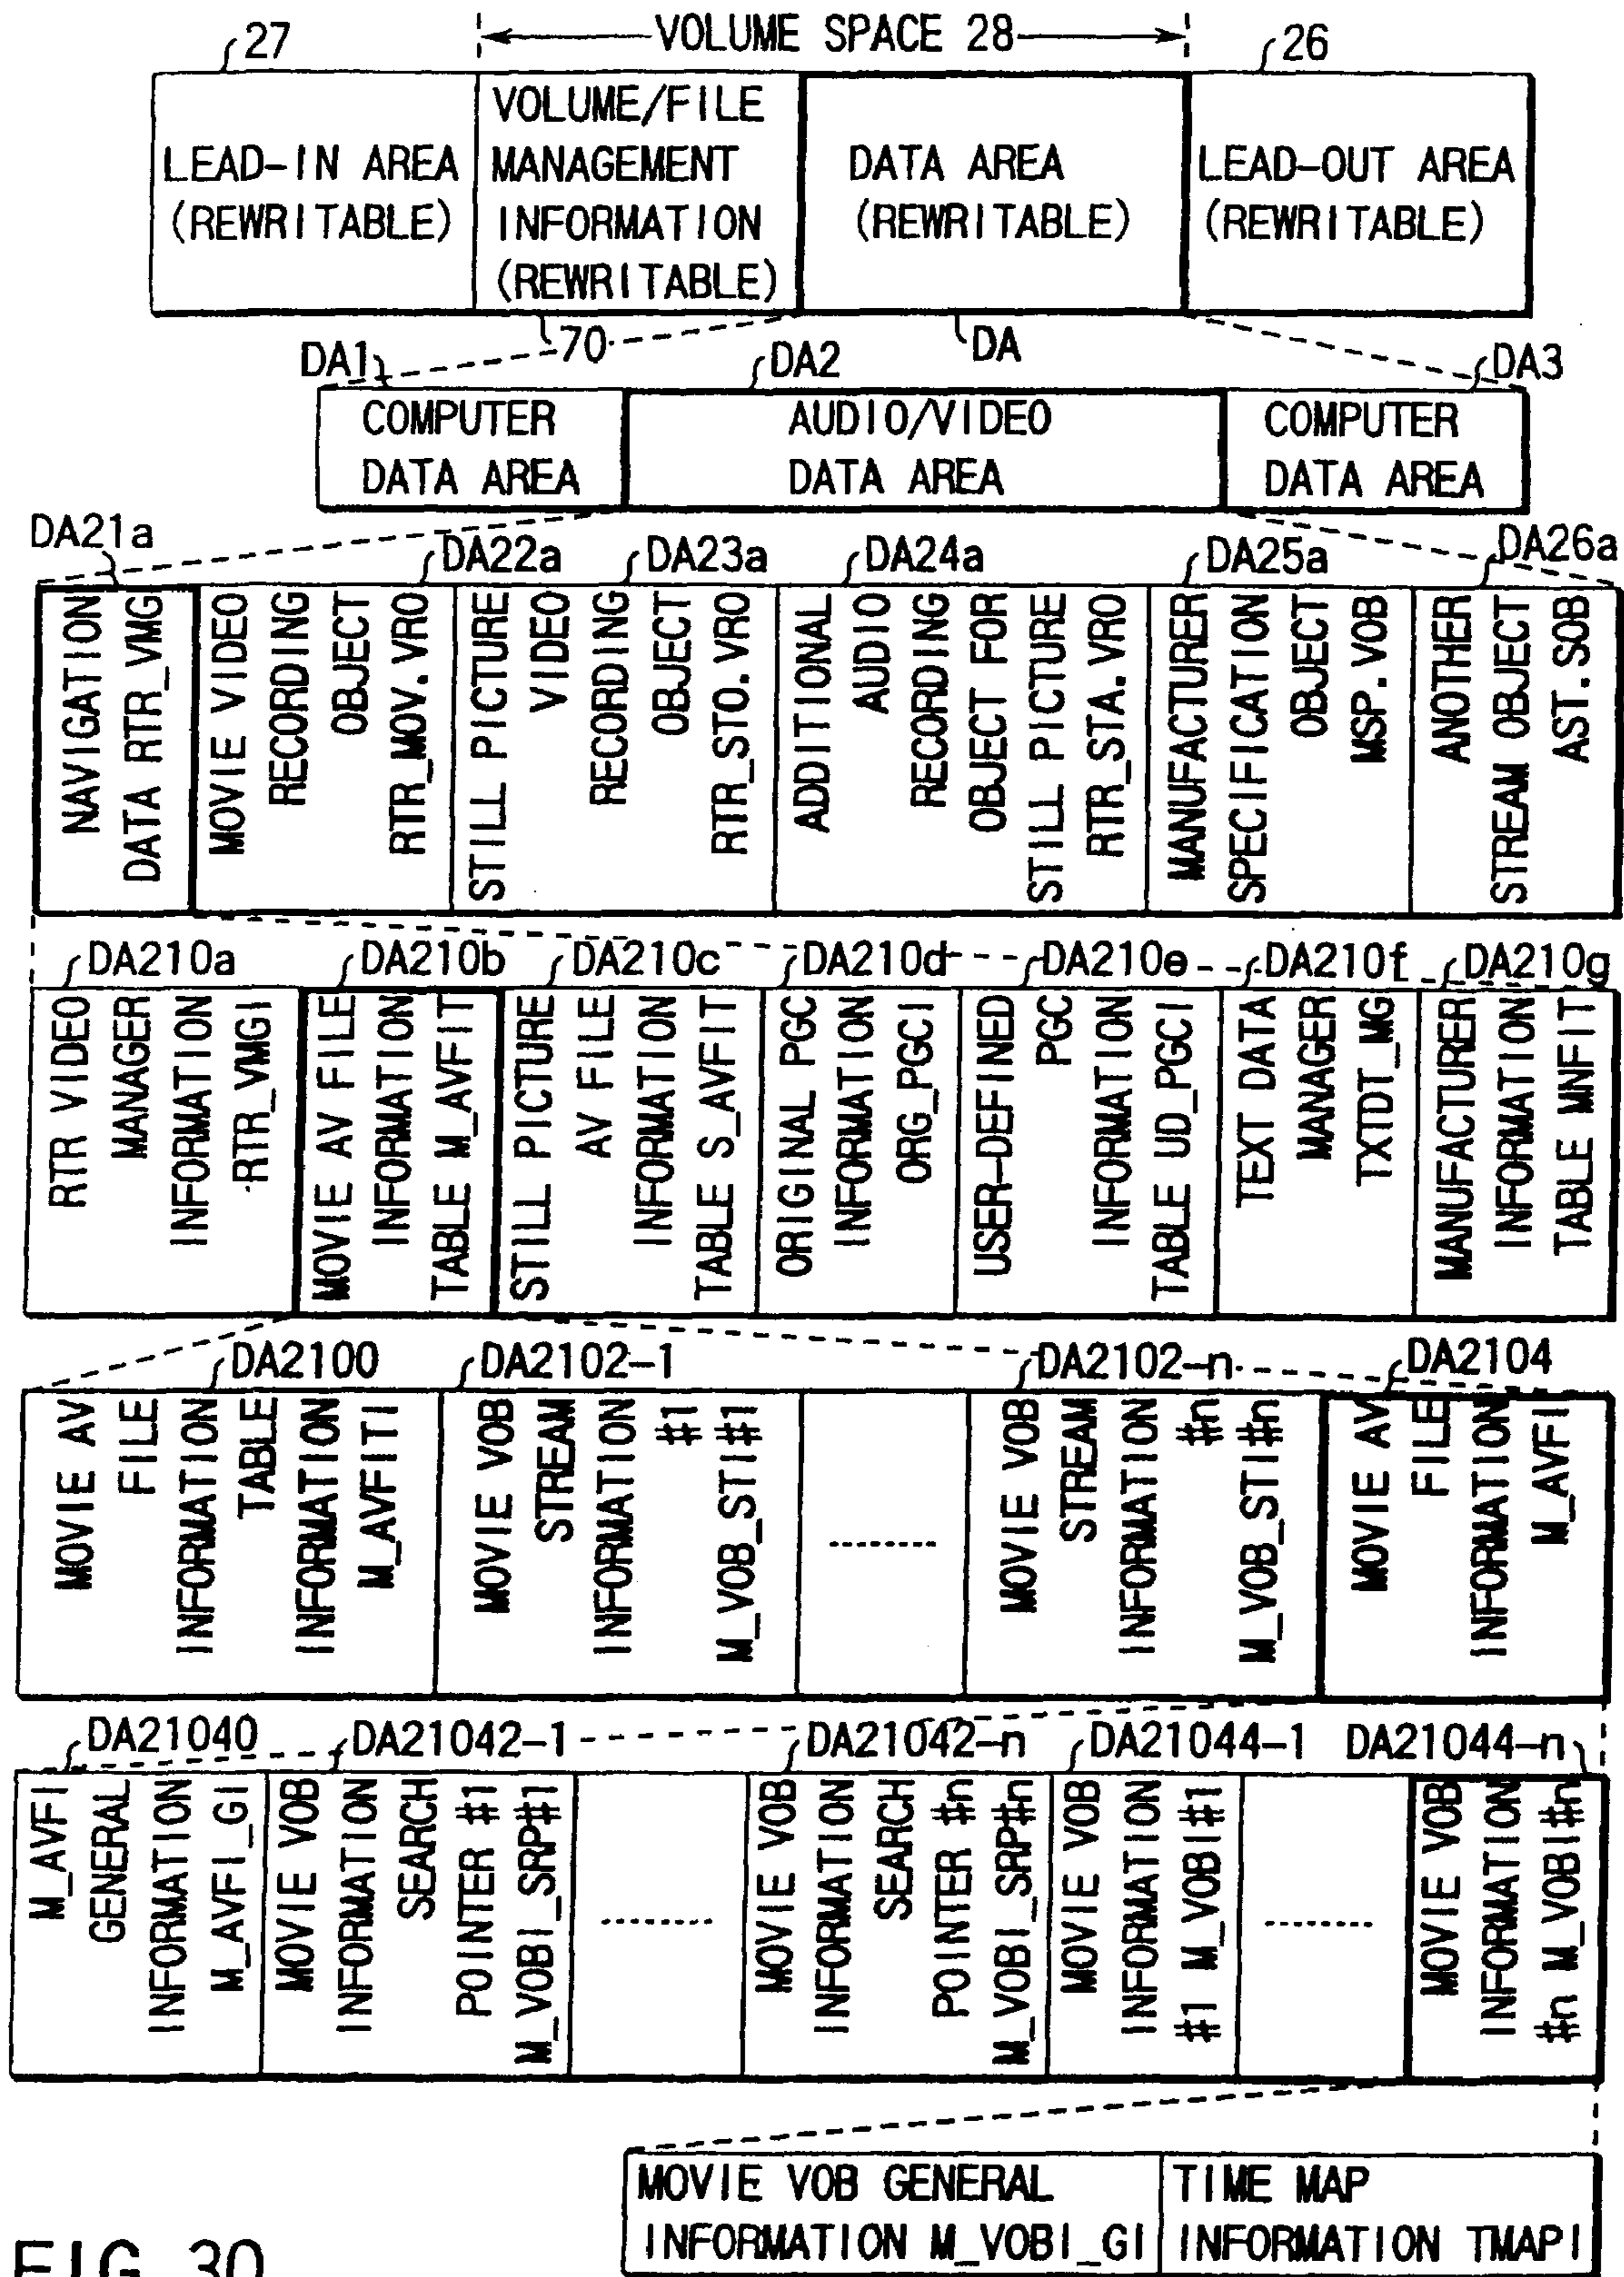 27
VOLUME SPACE 28
26
LEAD-IN AREA
(REWRITABLE)
VOLUME/FILE
MANAGEMENT
INFORMATION
(REWRITABLE)
DATA AREA
(REWRITABLE)
LEAD-OUT AREA
(REWRITABLE)
70
DA
DA1
DA2
DA3
COMPUTER
DATA AREA
AUDIO/VIDEO
DATA AREA
COMPUTER
DATA AREA
DA21a
DA22a
DA23a
DA24a
DA25a
DA26a
NAVIGATION
DATA RTR_VMG
MOVIE VIDEO
RECORDING
OBJECT
RTR_MOV.VRO
STILL PICTURE
VIDEO
RECORDING
OBJECT
RTR_STO.VRO
ADDITIONAL
AUDIO
RECORDING
OBJECT FOR
STILL PICTURE
RTR_STA.VRO
MANUFACTURER
SPECIFICATION
OBJECT
MSP.VOB
ANOTHER
STREAM OBJECT
AST.SOB
DA210a
DA210b
DA210c
DA210d
DA210e
DA210f
DA210g
RTR VIDEO
MANAGER
INFORMATION
RTR_VMGI
MOVIE AV FILE
INFORMATION
TABLE M_AVFIT
STILL PICTURE
AV FILE
INFORMATION
TABLE S_AVFIT
ORIGINAL PGC
INFORMATION
ORG_PGCI
USER-DEFINED
PGC
INFORMATION
TABLE UD_PGCI
TEXT DATA
MANAGER
TXTDT_MG
MANUFACTURER
INFORMATION
TABLE MNFIT
DA2100
DA2102-1
DA2102-n
DA2104
MOVIE AV
FILE
INFORMATION
TABLE
INFORMATION
M_AVFITI
MOVIE VOB
STREAM
INFORMATION
#1
M_VOB_STI#1
MOVIE VOB
STREAM
INFORMATION
#n
M_VOB_STI#n
MOVIE AV
FILE
INFORMATION
M_AVFI
DA21040
DA21042-1
DA21042-n
DA21044-1
DA21044-n
M_AVFI
GENERAL
INFORMATION
M_AVFI_GI
MOVIE VOB
INFORMATION
SEARCH
POINTER #1
M_VOBI_SRP#1
MOVIE VOB
INFORMATION
SEARCH
POINTER #n
M_VOBI_SRP#n
MOVIE VOB
INFORMATION
#1 M_VOBI#1
MOVIE VOB
INFORMATION
#n M_VOBI#n
MOVIE VOB GENERAL
INFORMATION M_VOBI_GI
TIME MAP
INFORMATION TMAPI
FIG. 30